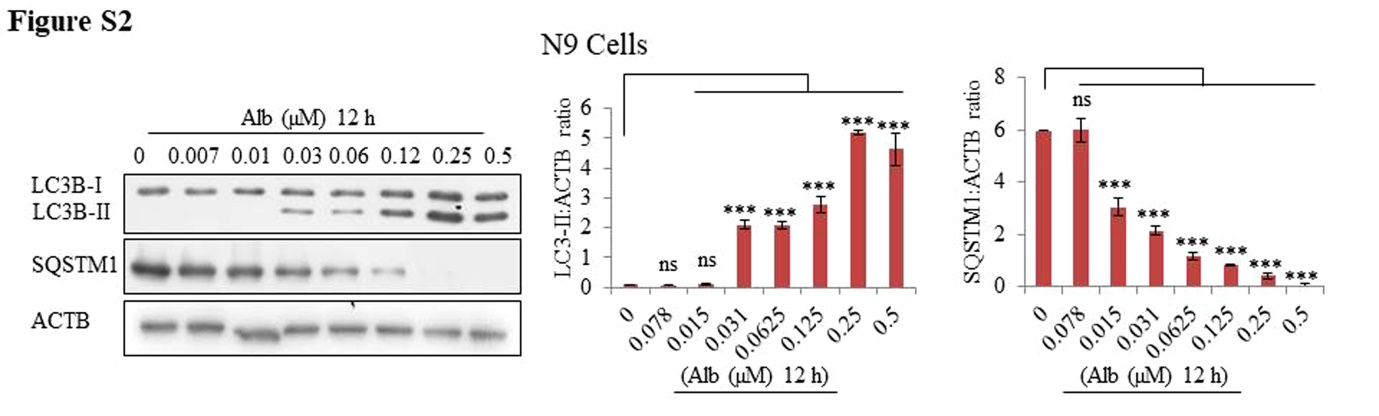 Figure S2
N9 Cells
Alb (μM) 12 h
0 0.007 0.01 0.03 0.06 0.12 0.25 0.5
LC3B-I
LC3B-II
SQSTM1
ACTB
LC3-II:ACTB ratio
6
5
4
3
2
1
0
ns
ns
***
***
***
***
***
0
0.078
0.015
0.031
0.0625
0.125
0.25
0.5
(Alb (μM) 12 h)
SQSTM1:ACTB ratio
8
6
4
2
0
ns
***
***
***
***
***
***
0
0.078
0.015
0.031
0.0625
0.125
0.25
0.5
(Alb (μM) 12 h)